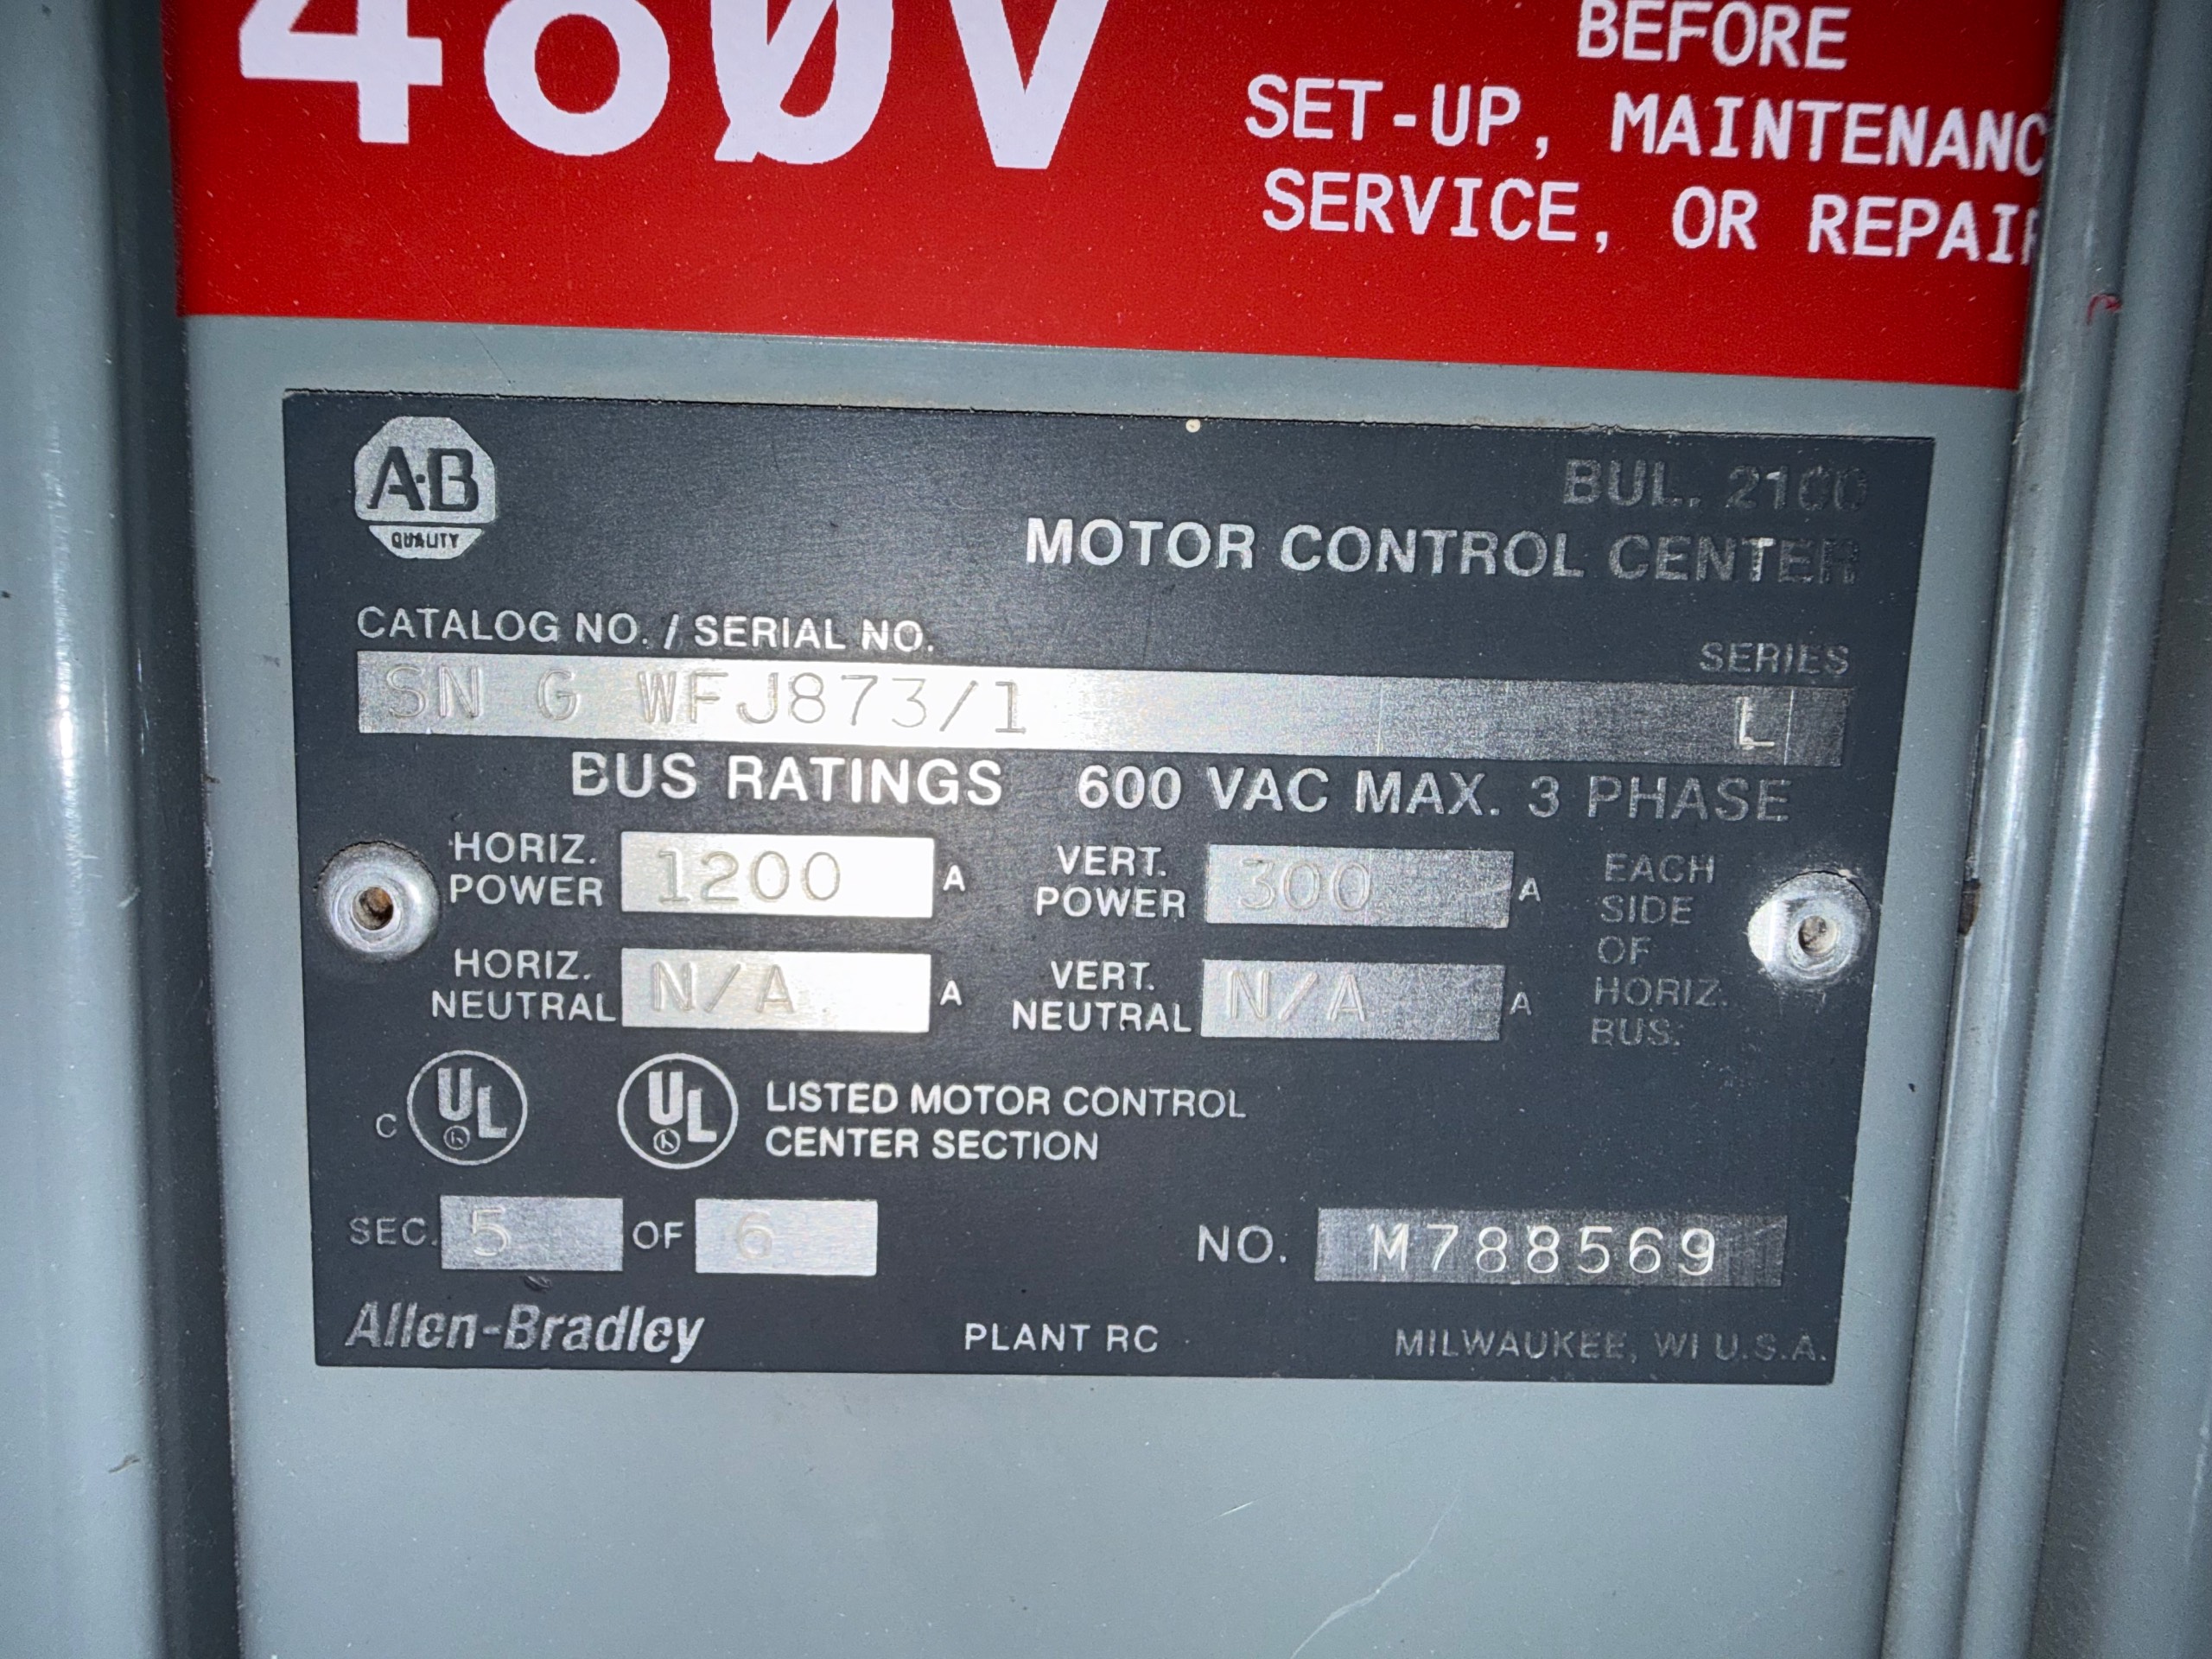 480V
BEFORE
SET-UP, MAINTENANC
SERVICE, OR REPAIR
A·B
QUALITY
BUL. 2100
MOTOR CONTROL CENTER
CATALOG NO. / SERIAL NO.
SERIES
SN G WFJ873/1
L
BUS RATINGS 600 VAC MAX. 3 PHASE
HORIZ. POWER 1200 A
VERT. POWER 300 A
HORIZ. NEUTRAL N/A A
VERT. NEUTRAL N/A A
EACH
SIDE
OF
HORIZ.
BUS.
C UL
UL
LISTED MOTOR CONTROL
CENTER SECTION
SEC. 5 OF 6
NO. M788569
Allen-Bradley
PLANT RC
MILWAUKEE, WI U.S.A.